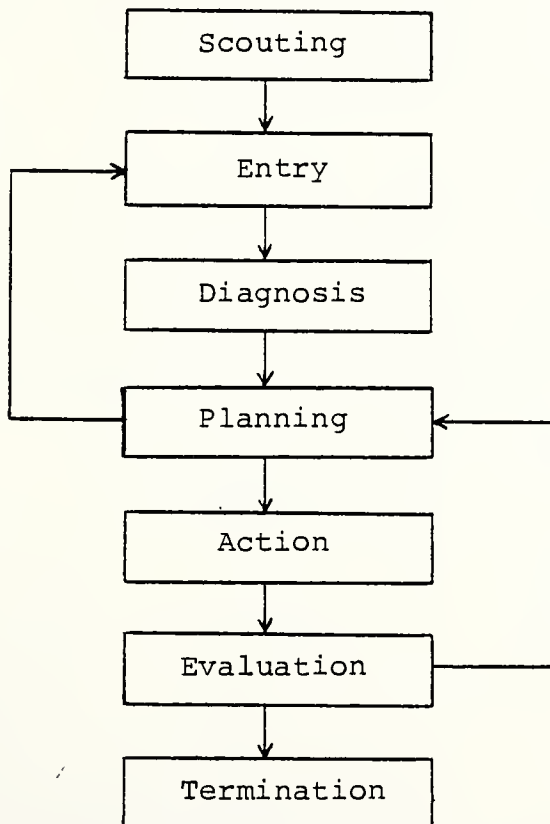 Scouting
Entry
Diagnosis
Planning
Action
Evaluation
Termination